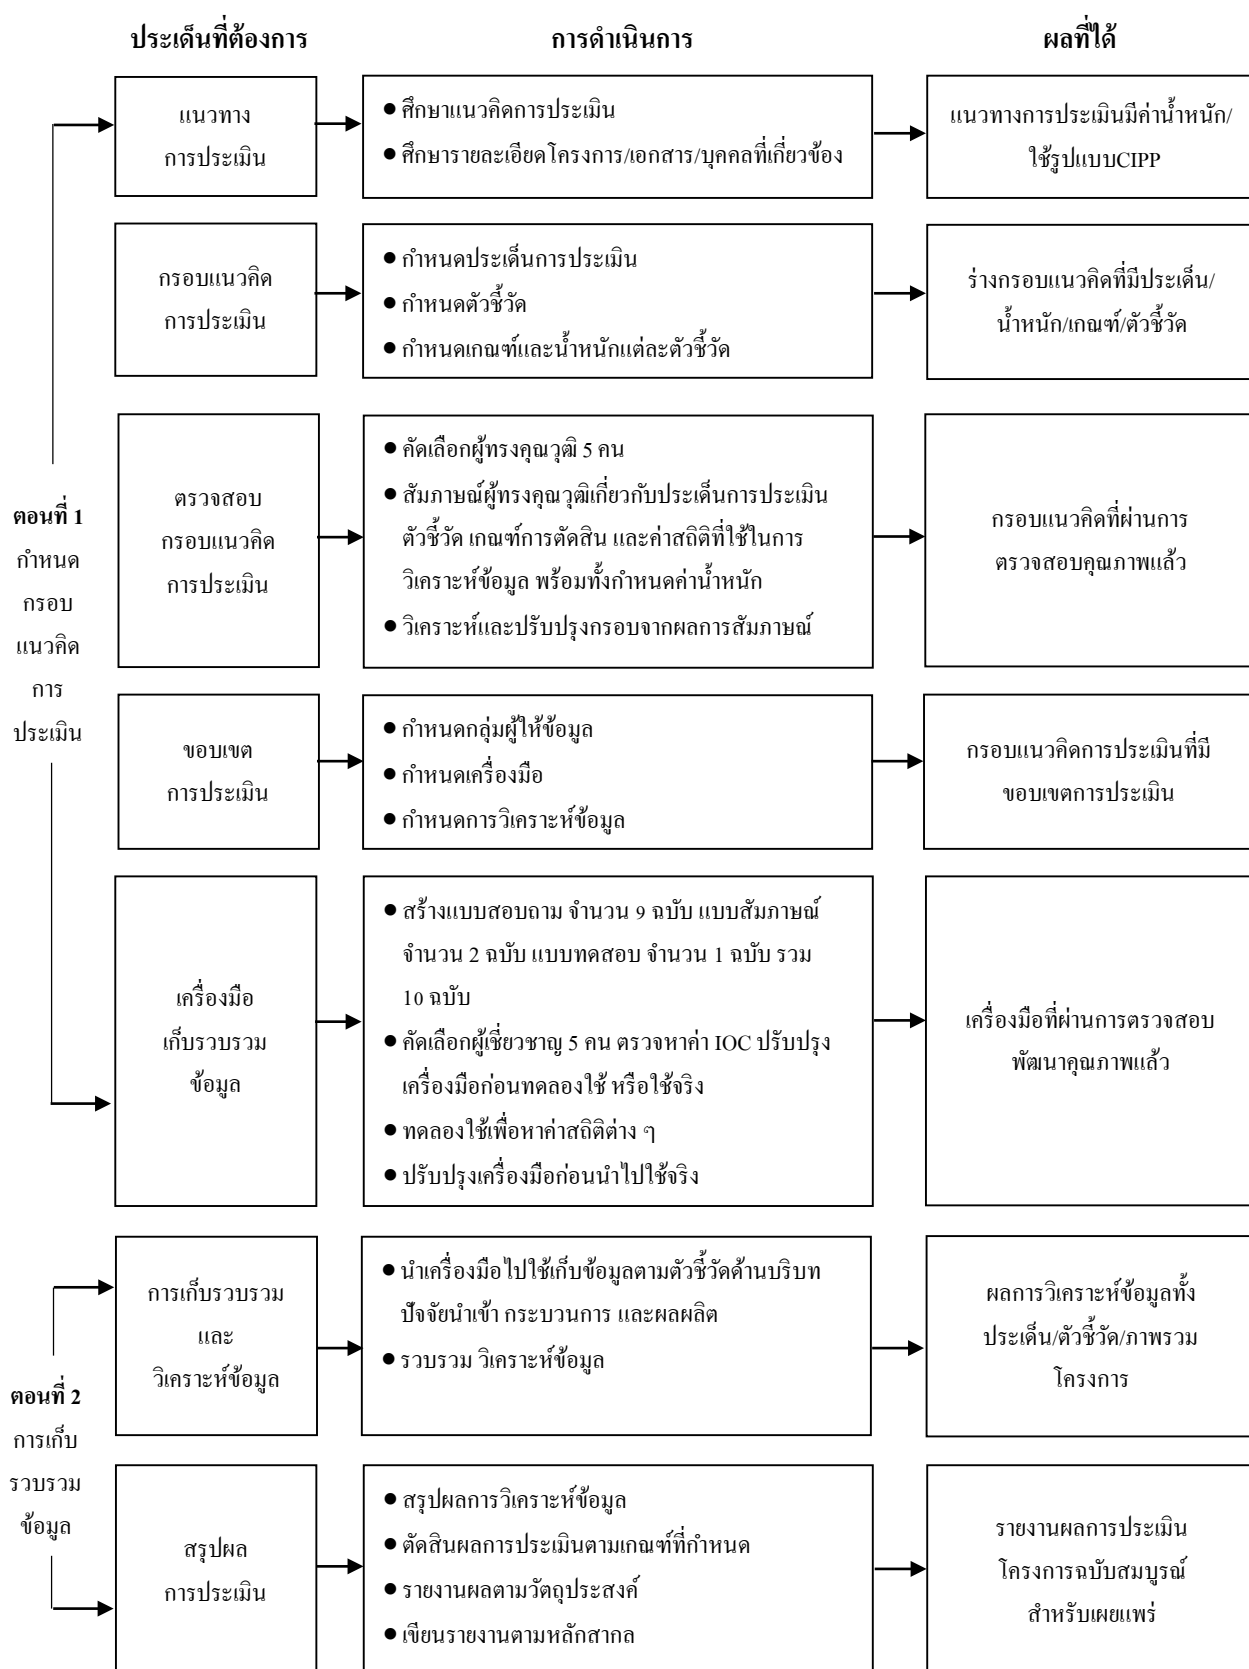 ประเด็นที่ต้องการ
การดำเนินการ
ผลที่ได้
แนวทาง
การประเมิน
● ศึกษาแนวคิดการประเมิน
● ศึกษารายละเอียดโครงการ/เอกสาร/บุคคลที่เกี่ยวข้อง
แนวทางการประเมินมีค่าน้ำหนัก/
ใช้รูปแบบCIPP
กรอบแนวคิด
การประเมิน
● กำหนดประเด็นการประเมิน
● กำหนดตัวชี้วัด
● กำหนดเกณฑ์และน้ำหนักแต่ละตัวชี้วัด
ร่างกรอบแนวคิดที่มีประเด็น/
น้ำหนัก/เกณฑ์/ตัวชี้วัด
ตอนที่ 1
กำหนด
กรอบ
แนวคิด
การ
ประเมิน
ตรวจสอบ
กรอบแนวคิด
การประเมิน
● คัดเลือกผู้ทรงคุณวุฒิ 5 คน
● สัมภาษณ์ผู้ทรงคุณวุฒิเกี่ยวกับประเด็นการประเมิน
ตัวชี้วัด เกณฑ์การตัดสิน และค่าสถิติที่ใช้ในการ
วิเคราะห์ข้อมูล พร้อมทั้งกำหนดค่าน้ำหนัก
● วิเคราะห์และปรับปรุงกรอบจากผลการสัมภาษณ์
กรอบแนวคิดที่ผ่านการ
ตรวจสอบคุณภาพแล้ว
ขอบเขต
การประเมิน
● กำหนดกลุ่มผู้ให้ข้อมูล
● กำหนดเครื่องมือ
● กำหนดการวิเคราะห์ข้อมูล
กรอบแนวคิดการประเมินที่มี
ขอบเขตการประเมิน
เครื่องมือ
เก็บรวบรวม
ข้อมูล
● สร้างแบบสอบถาม จำนวน 9 ฉบับ แบบสัมภาษณ์
จำนวน 2 ฉบับ แบบทดสอบ จำนวน 1 ฉบับ รวม
10 ฉบับ
● คัดเลือกผู้เชี่ยวชาญ 5 คน ตรวจหาค่า IOC ปรับปรุง
เครื่องมือก่อนทดลองใช้ หรือใช้จริง
● ทดลองใช้เพื่อหาค่าสถิติต่าง ๆ
● ปรับปรุงเครื่องมือก่อนนำไปใช้จริง
เครื่องมือที่ผ่านการตรวจสอบ
พัฒนาคุณภาพแล้ว
ตอนที่ 2
การเก็บ
รวบรวม
ข้อมูล
การเก็บรวบรวม
และ
วิเคราะห์ข้อมูล
● นำเครื่องมือไปใช้เก็บข้อมูลตามตัวชี้วัดด้านบริบท
ปัจจัยนำเข้า กระบวนการ และผลผลิต
● รวบรวม วิเคราะห์ข้อมูล
ผลการวิเคราะห์ข้อมูลทั้ง
ประเด็น/ตัวชี้วัด/ภาพรวม
โครงการ
สรุปผล
การประเมิน
● สรุปผลการวิเคราะห์ข้อมูล
● ตัดสินผลการประเมินตามเกณฑ์ที่กำหนด
● รายงานผลตามวัตถุประสงค์
● เขียนรายงานตามหลักสากล
รายงานผลการประเมิน
โครงการฉบับสมบูรณ์
สำหรับเผยแพร่